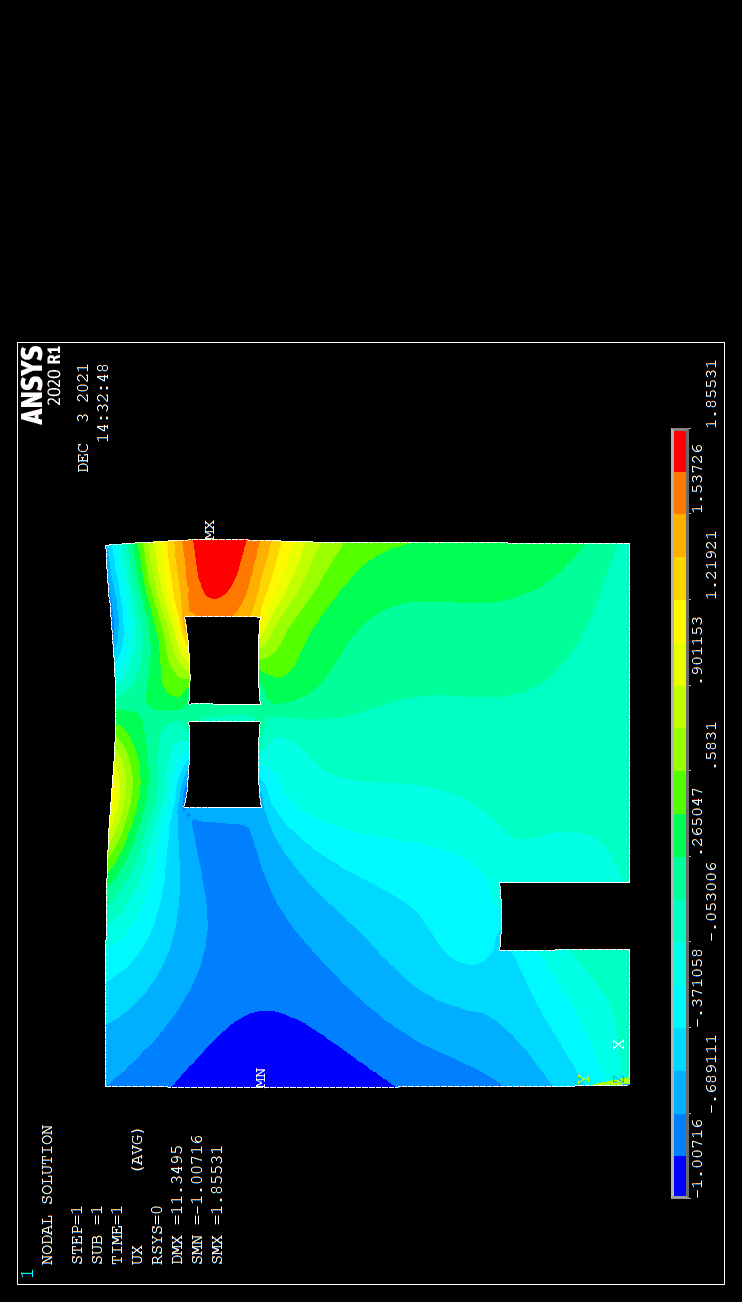 1
NODAL SOLUTION
STEP=1
SUB =1
TIME=1
UX (AVG)
RSYS=0
DMX =11.3495
SMN =-1.00716
SMX =1.85531
ANSYS
2020 R1
DEC 3 2021
14:32:48
MN
MX
Y
Z X
-1.00716 -.371058 .265047 .901153 1.53726
-.689111 -.053006 .5831 1.21921 1.85531